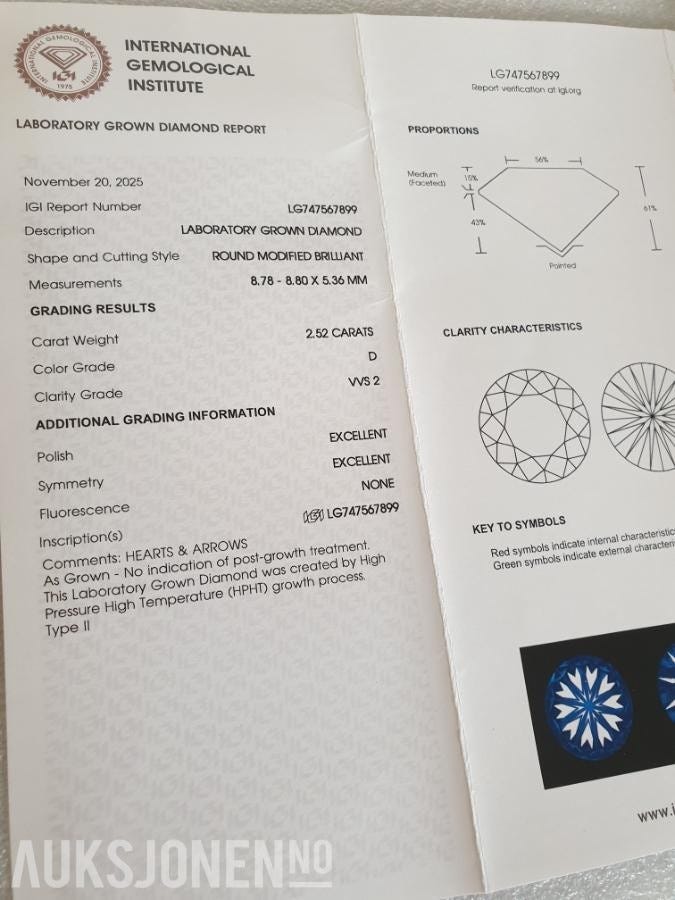 INTERNATIONAL GEMOLOGICAL INSTITUTE
IGI
1975
INTERNATIONAL
GEMOLOGICAL
INSTITUTE
LABORATORY GROWN DIAMOND REPORT
November 20, 2025
IGI Report Number LG747567899
Description LABORATORY GROWN DIAMOND
Shape and Cutting Style ROUND MODIFIED BRILLIANT
Measurements 8.78 - 8.80 X 5.36 MM
GRADING RESULTS
Carat Weight 2.52 CARATS
Color Grade D
Clarity Grade VVS 2
ADDITIONAL GRADING INFORMATION
Polish EXCELLENT
Symmetry EXCELLENT
Fluorescence NONE
Inscription(s) IGI LG747567899
Comments: HEARTS & ARROWS
As Grown - No indication of post-growth treatment.
This Laboratory Grown Diamond was created by High
Pressure High Temperature (HPHT) growth process.
Type II
LG747567899
Report verification at igi.org
PROPORTIONS
56%
Medium
(Faceted)
15%
43%
61%
Pointed
CLARITY CHARACTERISTICS
KEY TO SYMBOLS
Red symbols indicate internal characteristic
Green symbols indicate external characteri
www.i
AUKSJONEN NO